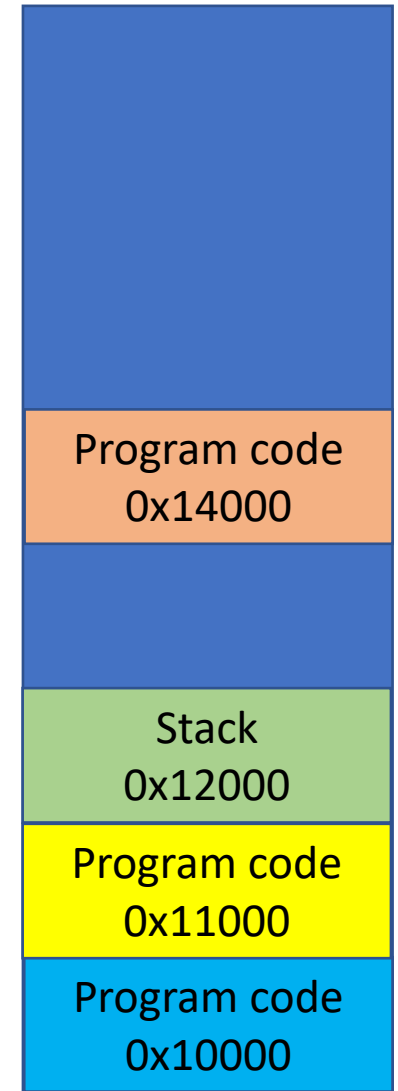 Program code
0x14000
Stack
0x12000
Program code
0x11000
Program code
0x10000